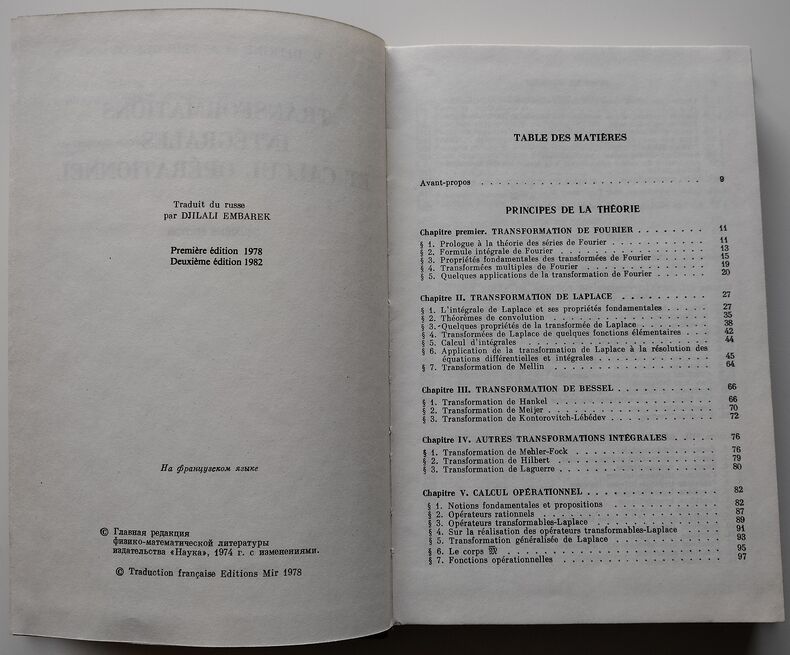 Traduit du russe
par DJILALI EMBAREK
Première édition 1978
Deuxième édition 1982
На французском языке
© Главная редакция
физико-математической литературы
издательства «Наука», 1974 г. с изменениями.
© Traduction française Editions Mir 1978
TABLE DES MATIÈRES
Avant-propos . . . . . . . . . . . . . . . . . . . . . . . . 9
PRINCIPES DE LA THÉORIE
Chapitre premier. TRANSFORMATION DE FOURIER . . . . . . . . 11
§ 1. Prologue à la théorie des séries de Fourier . . . . . . . . . . . 11
§ 2. Formule intégrale de Fourier . . . . . . . . . . . . . . . . 13
§ 3. Propriétés fondamentales des transformées de Fourier . . . . . . 15
§ 4. Transformées multiples de Fourier . . . . . . . . . . . . . . 19
§ 5. Quelques applications de la transformation de Fourier . . . . . . 20
Chapitre II. TRANSFORMATION DE LAPLACE . . . . . . . . . 27
§ 1. L'intégrale de Laplace et ses propriétés fondamentales . . . . . 27
§ 2. Théorèmes de convolution . . . . . . . . . . . . . . . . . 35
§ 3. Quelques propriétés de la transformée de Laplace . . . . . . . . 38
§ 4. Transformées de Laplace de quelques fonctions élémentaires . . . 42
§ 5. Calcul d'intégrales . . . . . . . . . . . . . . . . . . . . 44
§ 6. Application de la transformation de Laplace à la résolution des
équations différentielles et intégrales . . . . . . . . . . . . 45
§ 7. Transformation de Mellin . . . . . . . . . . . . . . . . . 64
Chapitre III. TRANSFORMATION DE BESSEL . . . . . . . . . . 66
§ 1. Transformation de Hankel . . . . . . . . . . . . . . . . . 66
§ 2. Transformation de Meijer . . . . . . . . . . . . . . . . . 70
§ 3. Transformation de Kontorovitch-Lébédev . . . . . . . . . . . 72
Chapitre IV. AUTRES TRANSFORMATIONS INTÉGRALES . . . . . 76
§ 1. Transformation de Mehler-Fock . . . . . . . . . . . . . . . 76
§ 2. Transformation de Hilbert . . . . . . . . . . . . . . . . . 79
§ 3. Transformation de Laguerre . . . . . . . . . . . . . . . . 80
Chapitre V. CALCUL OPÉRATIONNEL . . . . . . . . . . . . . 82
§ 1. Notions fondamentales et propositions . . . . . . . . . . . . 82
§ 2. Opérateurs rationnels . . . . . . . . . . . . . . . . . . . 87
§ 3. Opérateurs transformables-Laplace . . . . . . . . . . . . . 89
§ 4. Sur la réalisation des opérateurs transformables-Laplace . . . . 91
§ 5. Transformation généralisée de Laplace . . . . . . . . . . . . 93
§ 6. Le corps 𝔐 . . . . . . . . . . . . . . . . . . . . . . . 95
§ 7. Fonctions opérationnelles . . . . . . . . . . . . . . . . . 97